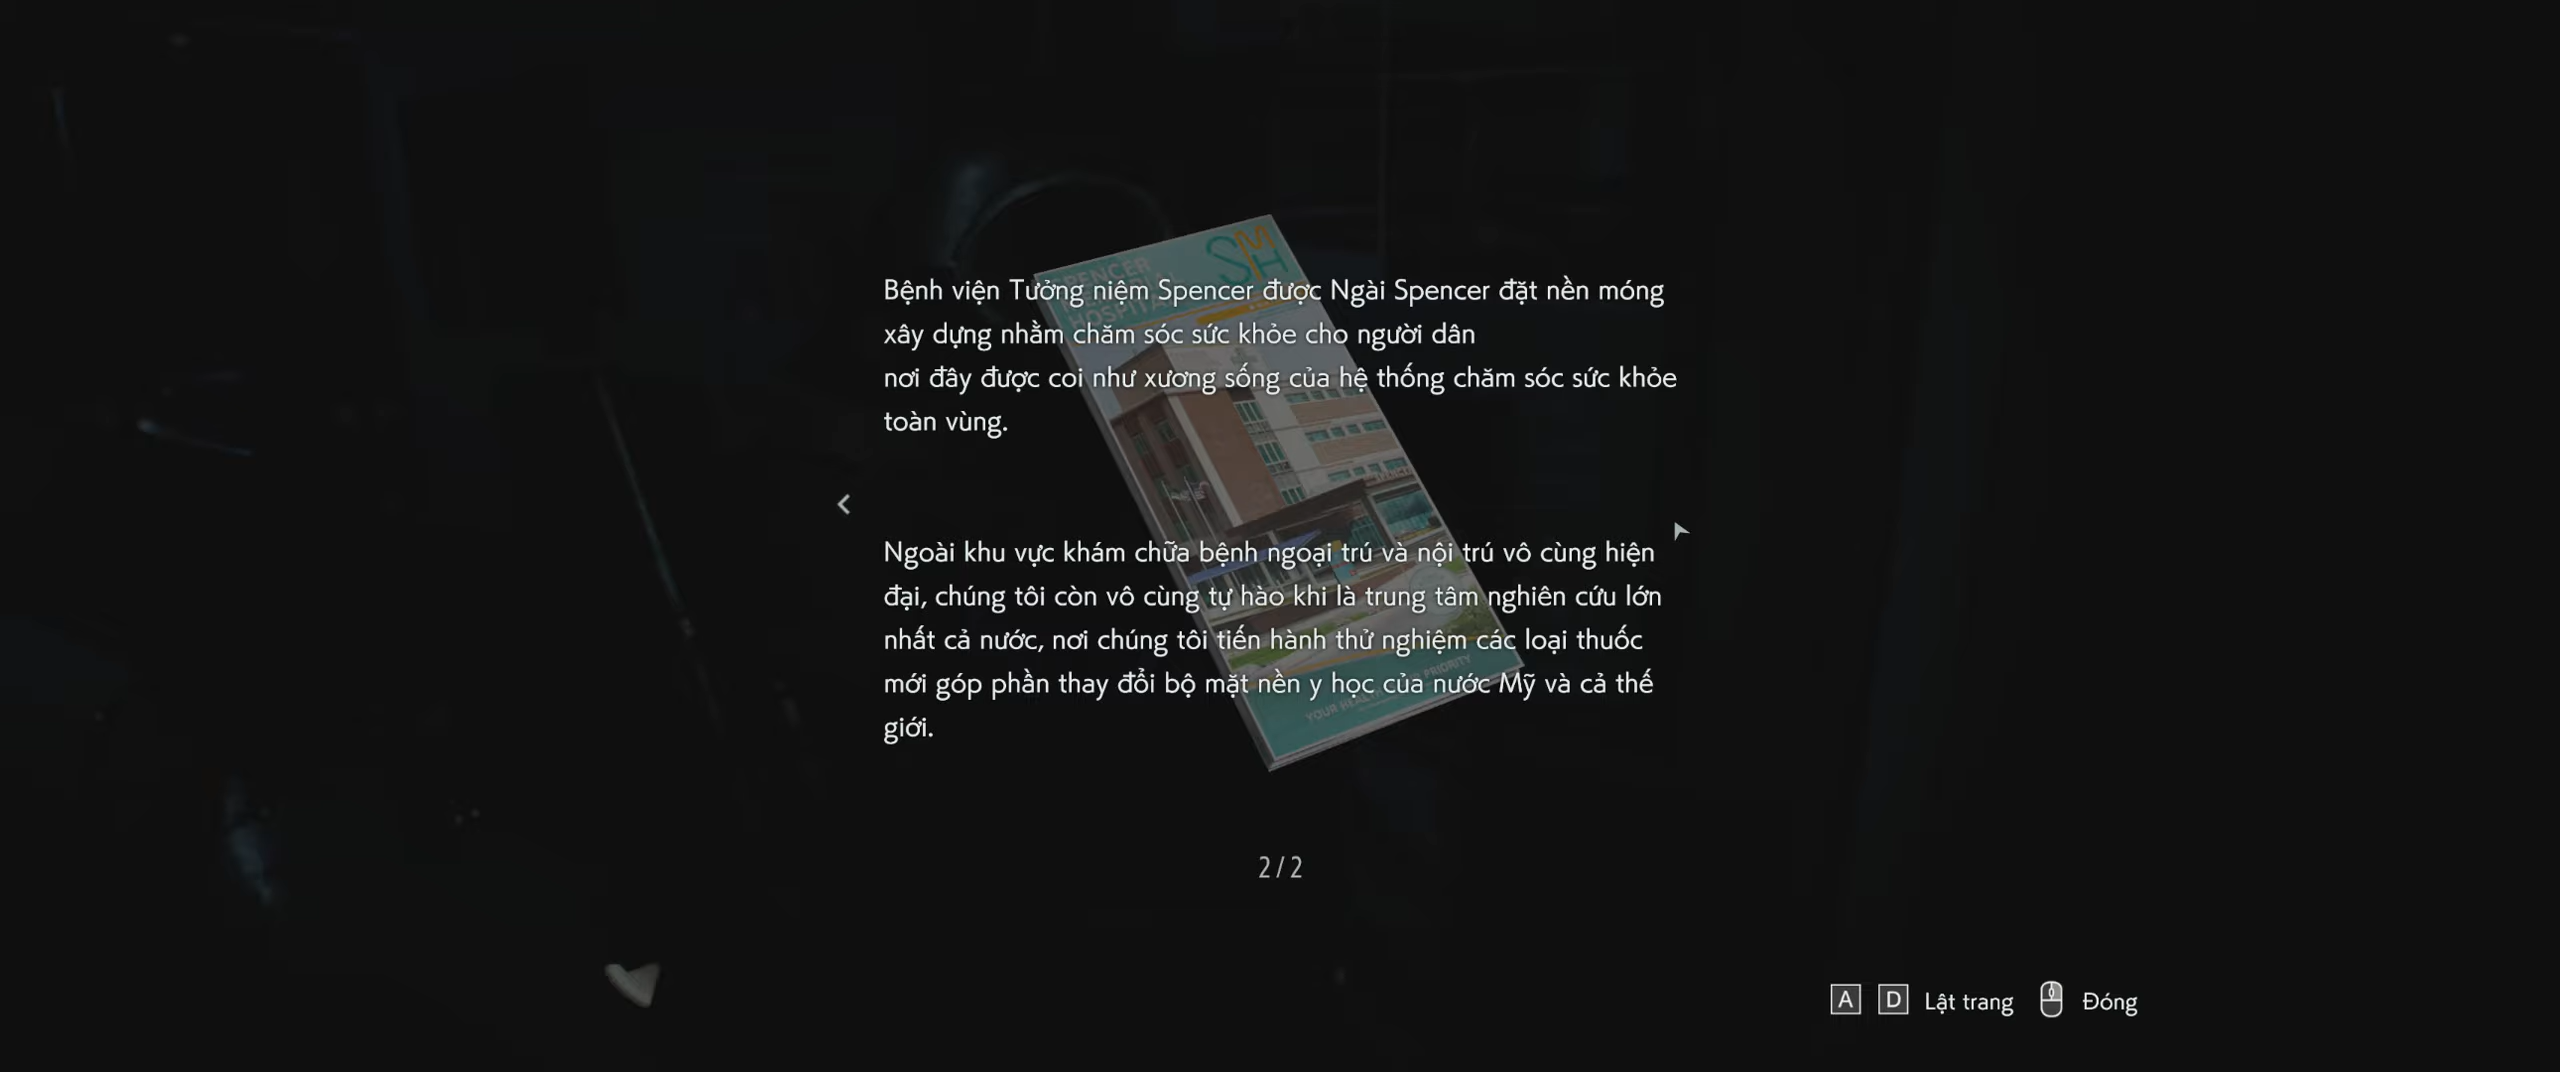 SPENCER
MEMORIAL
HOSPITAL
SMH
Bệnh viện Tưởng niệm Spencer được Ngài Spencer đặt nền móng
xây dựng nhằm chăm sóc sức khỏe cho người dân
nơi đây được coi như xương sống của hệ thống chăm sóc sức khỏe
toàn vùng.
Ngoài khu vực khám chữa bệnh ngoại trú và nội trú vô cùng hiện
đại, chúng tôi còn vô cùng tự hào khi là trung tâm nghiên cứu lớn
nhất cả nước, nơi chúng tôi tiến hành thử nghiệm các loại thuốc
mới góp phần thay đổi bộ mặt nền y học của nước Mỹ và cả thế
giới.
PRIORITY
2 / 2
A D Lật trang Đóng